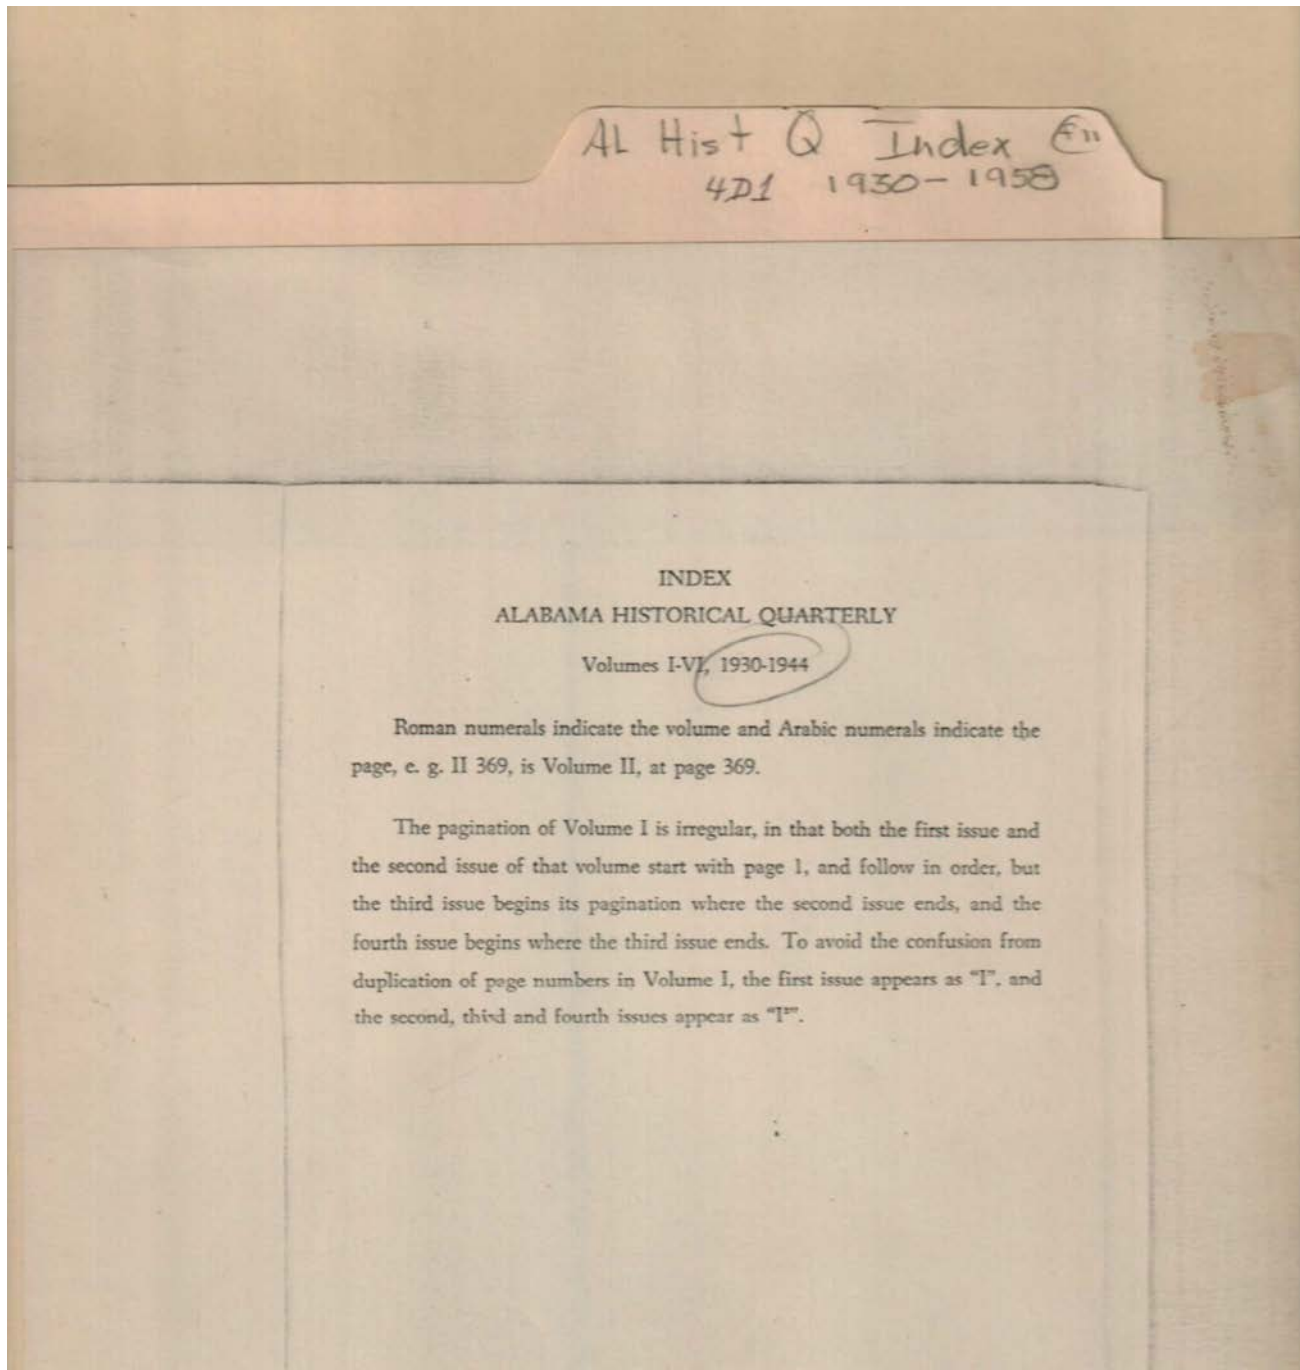 AL Hist Q Index
4D1 1930-1958
INDEX
ALABAMA HISTORICAL QUARTERLY
Volumes I-VI, 1930-1944
Roman numerals indicate the volume and Arabic numerals indicate the
page, e. g. II 369, is Volume II, at page 369.
The pagination of Volume I is irregular, in that both the first issue and
the second issue of that volume start with page 1, and follow in order, but
the third issue begins its pagination where the second issue ends, and the
fourth issue begins where the third issue ends. To avoid the confusion from
duplication of page numbers in Volume I, the first issue appears as "I", and
the second, third and fourth issues appear as "I²".